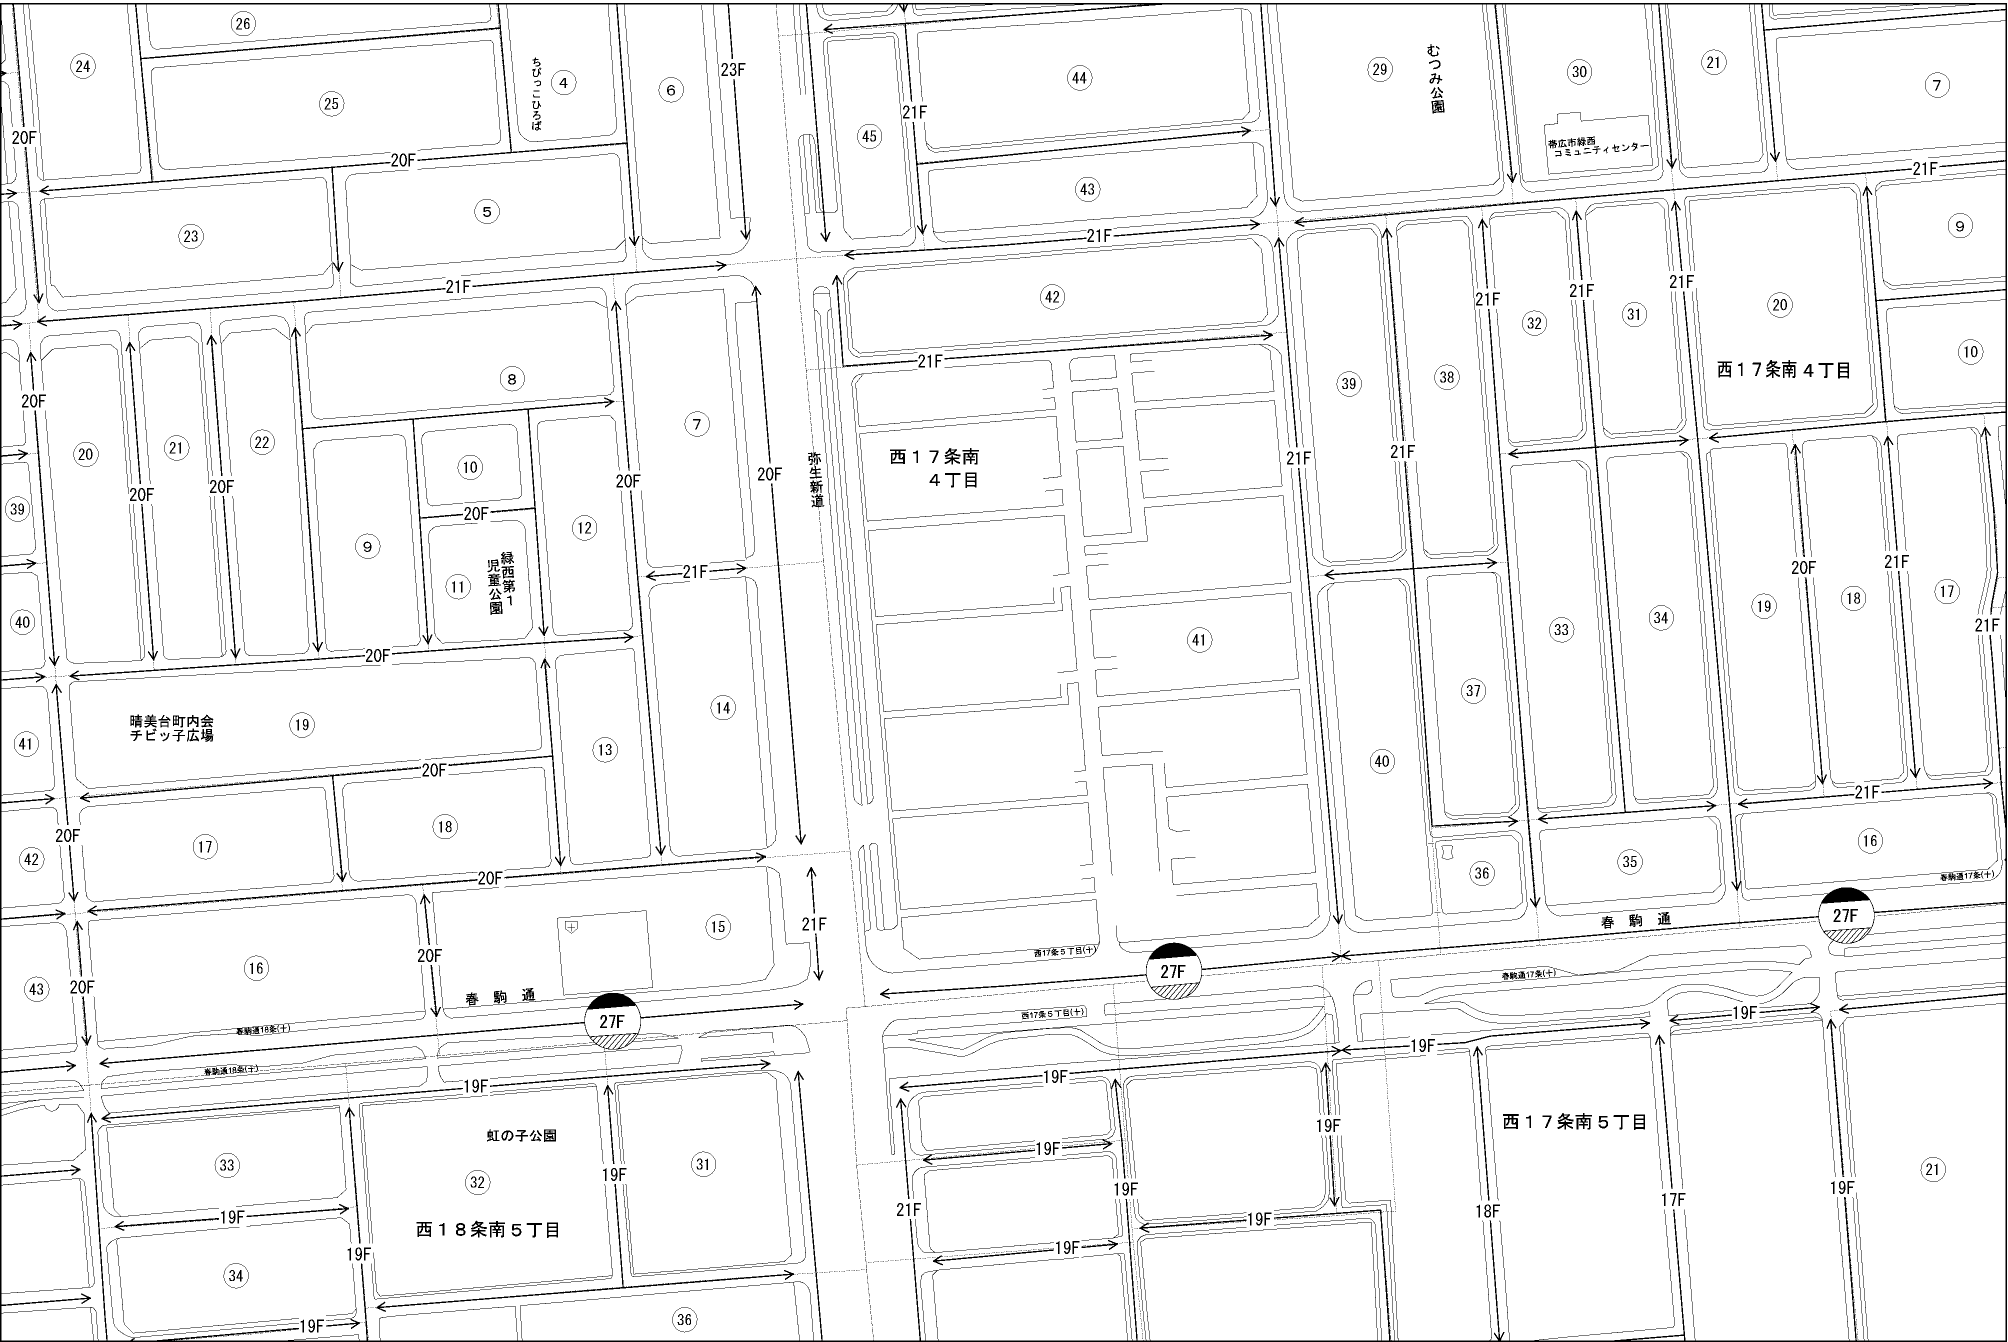 26
24
25
ちびっこひろば
4
6
23F
44
21F
45
29
むつみ公園
30
21
7
帯広市緑西
コミュニティセンター
20F
20F
43
21F
5
23
21F
9
21F
42
21F
21F
21F
21F
32
31
20
西17条南4丁目
10
21F
8
39
38
20F
7
20
21
22
10
20F
20F
20F
20F
弥生新道
西17条南
4丁目
21F
21F
39
20F
9
12
11
緑西第1
児童公園
21F
40
20F
41
33
34
19
20F
18
21F
17
21F
20F
晴美台町内会
チビッ子広場
19
14
13
37
40
41
20F
20F
17
18
42
21F
16
35
36
20F
春駒通17条(十)
春駒通
27F
21F
15
20F
西17条5丁目(十)
27F
16
43
20F
春駒通
27F
春駒通18条(十)
春駒通17条(十)
西17条5丁目(十)
19F
19F
春駒通18条(十)
19F
19F
虹の子公園
33
32
31
19F
19F
19F
19F
西17条南5丁目
21
19F
17F
18F
19F
21F
19F
西18条南5丁目
19F
19F
34
19F
36